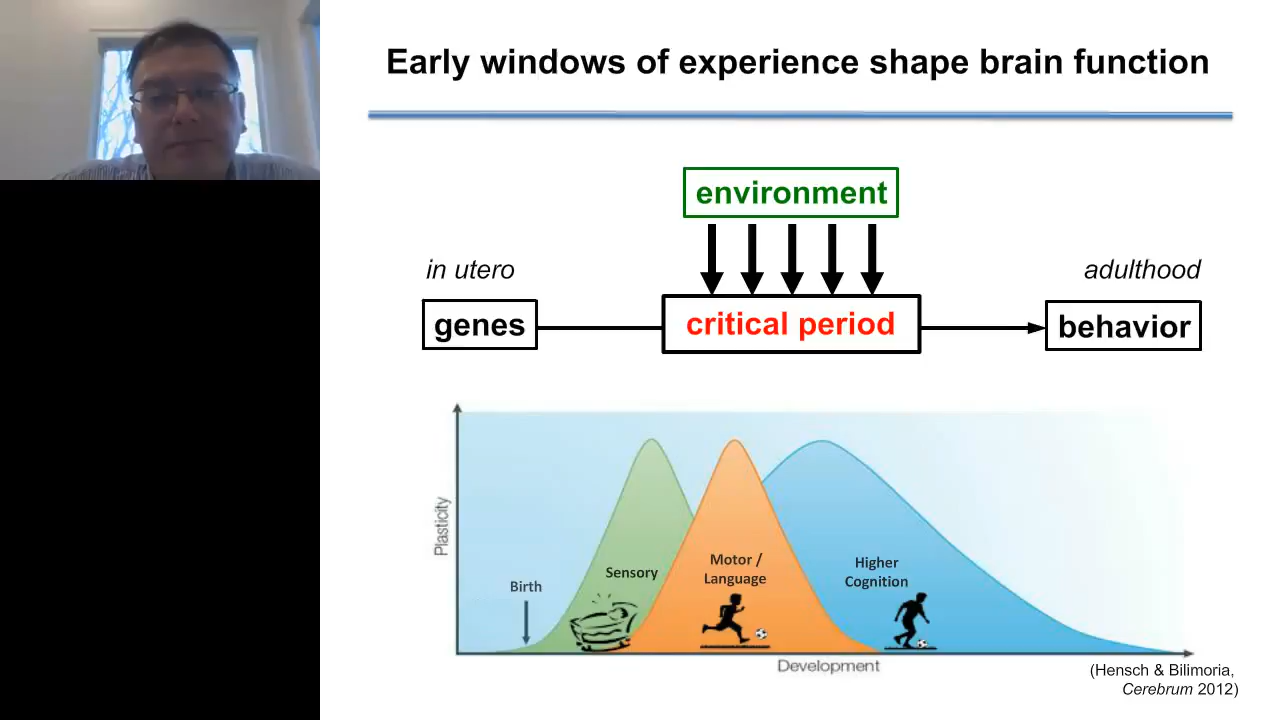 Early windows of experience shape brain function
environment
in utero
adulthood
genes
critical period
behavior
Plasticity
Birth
Sensory
Motor /
Language
Higher
Cognition
Development
(Hensch & Bilimoria,
Cerebrum 2012)